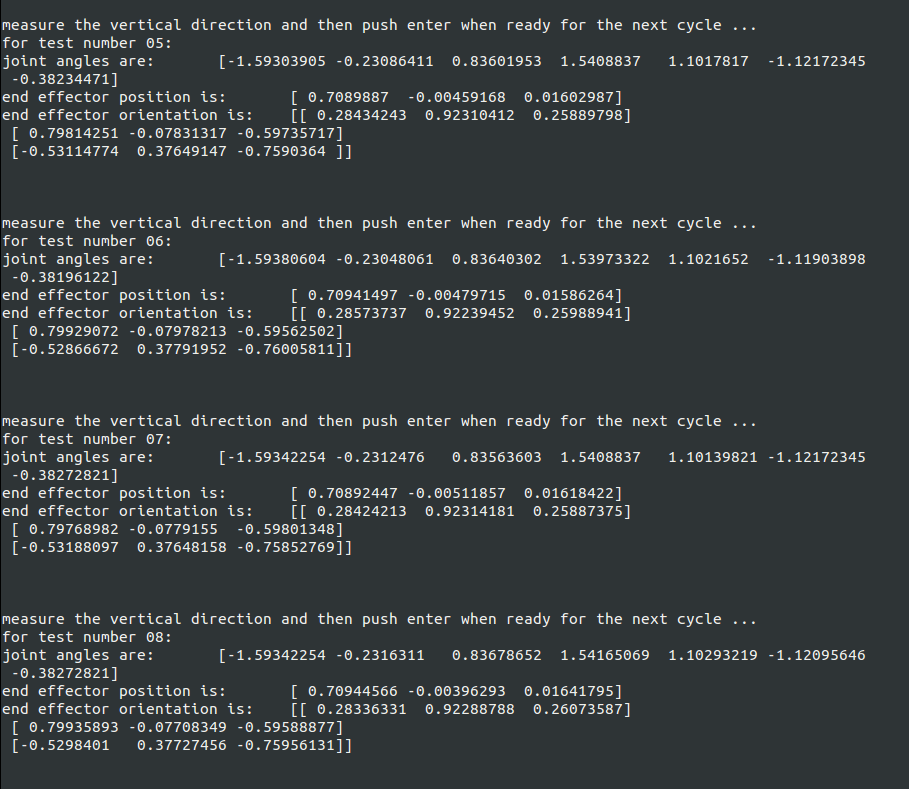 measure the vertical direction and then push enter when ready for the next cycle ...
for test number 05:
joint angles are:       [-1.59303905 -0.23086411  0.83601953  1.5408837   1.1017817  -1.12172345
 -0.38234471]
end effector position is:       [ 0.7089887  -0.00459168  0.01602987]
end effector orientation is:    [[ 0.28434243  0.92310412  0.25889798]
 [ 0.79814251 -0.07831317 -0.59735717]
 [-0.53114774  0.37649147 -0.7590364 ]]
measure the vertical direction and then push enter when ready for the next cycle ...
for test number 06:
joint angles are:       [-1.59380604 -0.23048061  0.83640302  1.53973322  1.1021652  -1.11903898
 -0.38196122]
end effector position is:       [ 0.70941497 -0.00479715  0.01586264]
end effector orientation is:    [[ 0.28573737  0.92239452  0.25988941]
 [ 0.79929072 -0.07978213 -0.59562502]
 [-0.52866672  0.37791952 -0.76005811]]
measure the vertical direction and then push enter when ready for the next cycle ...
for test number 07:
joint angles are:       [-1.59342254 -0.2312476   0.83563603  1.5408837   1.10139821 -1.12172345
 -0.38272821]
end effector position is:       [ 0.70892447 -0.00511857  0.01618422]
end effector orientation is:    [[ 0.28424213  0.92314181  0.25887375]
 [ 0.79768982 -0.0779155  -0.59801348]
 [-0.53188097  0.37648158 -0.75852769]]
measure the vertical direction and then push enter when ready for the next cycle ...
for test number 08:
joint angles are:       [-1.59342254 -0.2316311   0.83678652  1.54165069  1.10293219 -1.12095646
 -0.38272821]
end effector position is:       [ 0.70944566 -0.00396293  0.01641795]
end effector orientation is:    [[ 0.28336331  0.92288788  0.26073587]
 [ 0.79935893 -0.07708349 -0.59588877]
 [-0.5298401   0.37727456 -0.75956131]]